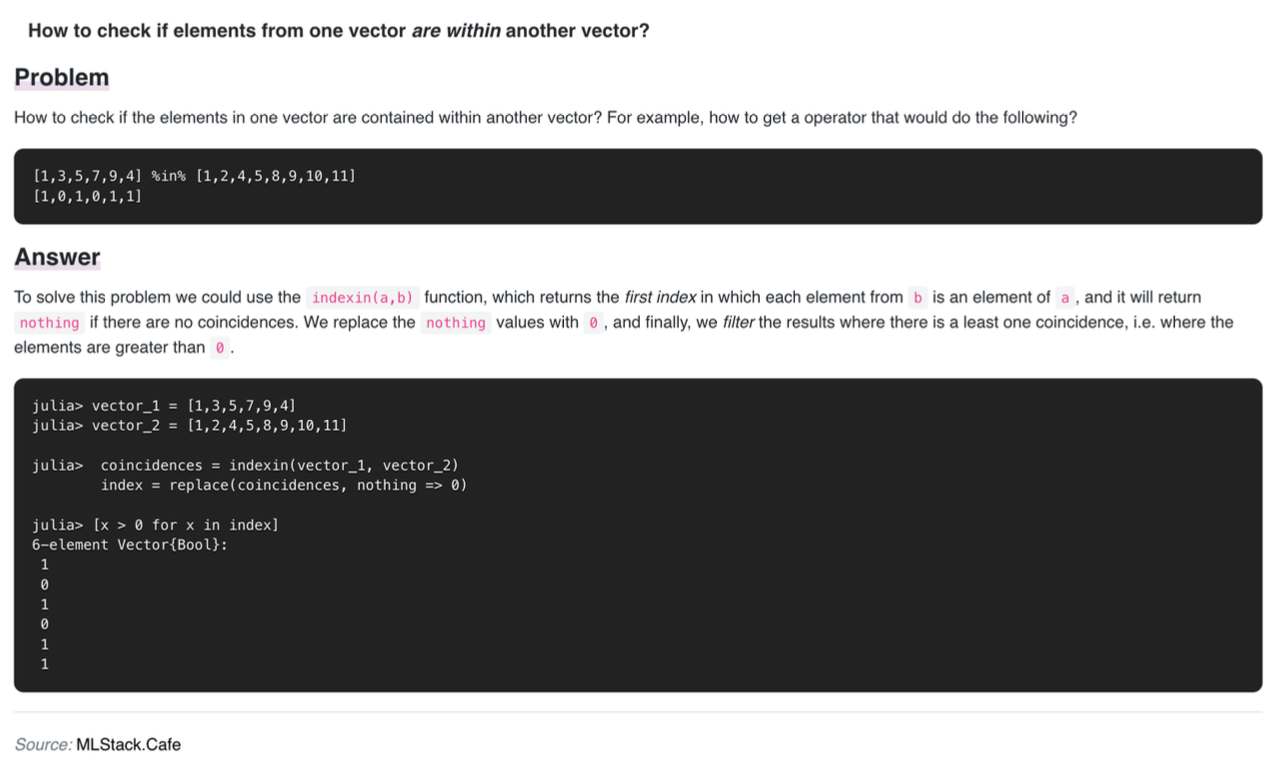 How to check if elements from one vector are within another vector?
Problem
How to check if the elements in one vector are contained within another vector? For example, how to get a operator that would do the following?
[1,3,5,7,9,4] %in% [1,2,4,5,8,9,10,11]
[1,0,1,0,1,1]
Answer
To solve this problem we could use the indexin(a,b) function, which returns the first index in which each element from b is an element of a , and it will return
nothing if there are no coincidences. We replace the nothing values with 0 , and finally, we filter the results where there is a least one coincidence, i.e. where the
elements are greater than 0 .
julia> vector_1 = [1,3,5,7,9,4]
julia> vector_2 = [1,2,4,5,8,9,10,11]
julia>  coincidences = indexin(vector_1, vector_2)
        index = replace(coincidences, nothing => 0)
julia> [x > 0 for x in index]
6-element Vector{Bool}:
 1
 0
 1
 0
 1
 1
Source: MLStack.Cafe